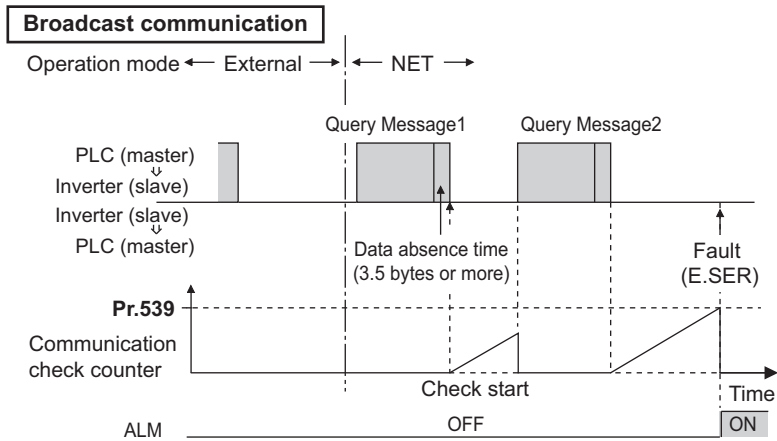 Broadcast communication
Operation mode External NET
Query Message1 Query Message2
PLC (master)
Inverter (slave)
Inverter (slave)
PLC (master)
Data absence time
(3.5 bytes or more)
Fault
(E.SER)
Pr.539
Communication
check counter
Check start
Time
ALM OFF ON